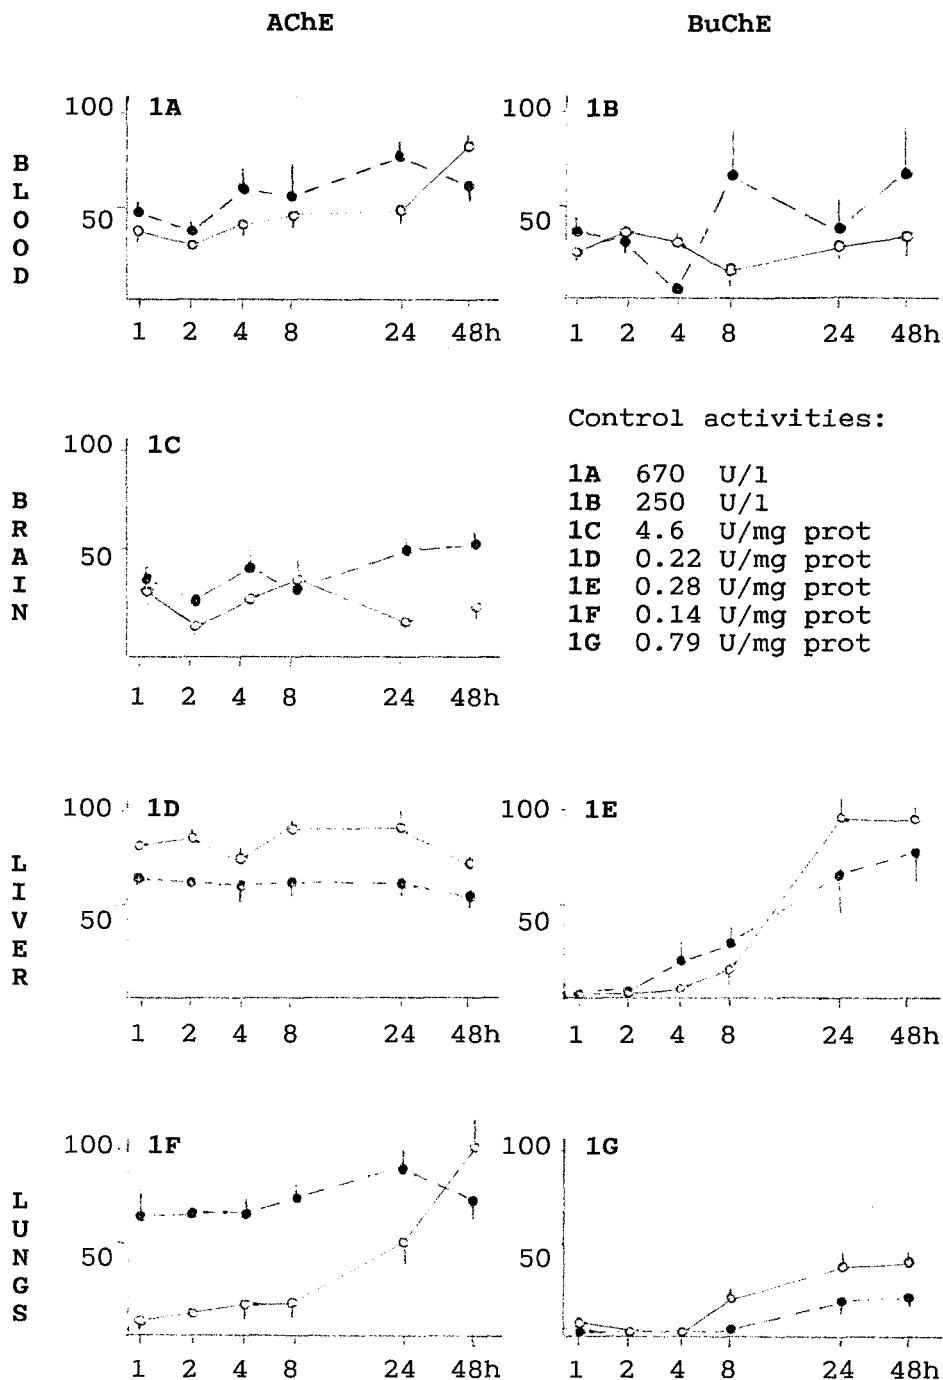 AChE BuChE
100 1A 100 1B
BLOOD
50 50
1 2 4 8 24 48h 1 2 4 8 24 48h
Control activities:
100 1C
1A 670 U/l
1B 250 U/l
1C 4.6 U/mg prot
1D 0.22 U/mg prot
1E 0.28 U/mg prot
1F 0.14 U/mg prot
1G 0.79 U/mg prot
BRAIN
50
1 2 4 8 24 48h
100 1D 100 1E
LIVER
50 50
1 2 4 8 24 48h 1 2 4 8 24 48h
100 1F 100 1G
LUNGS
50 50
1 2 4 8 24 48h 1 2 4 8 24 48h